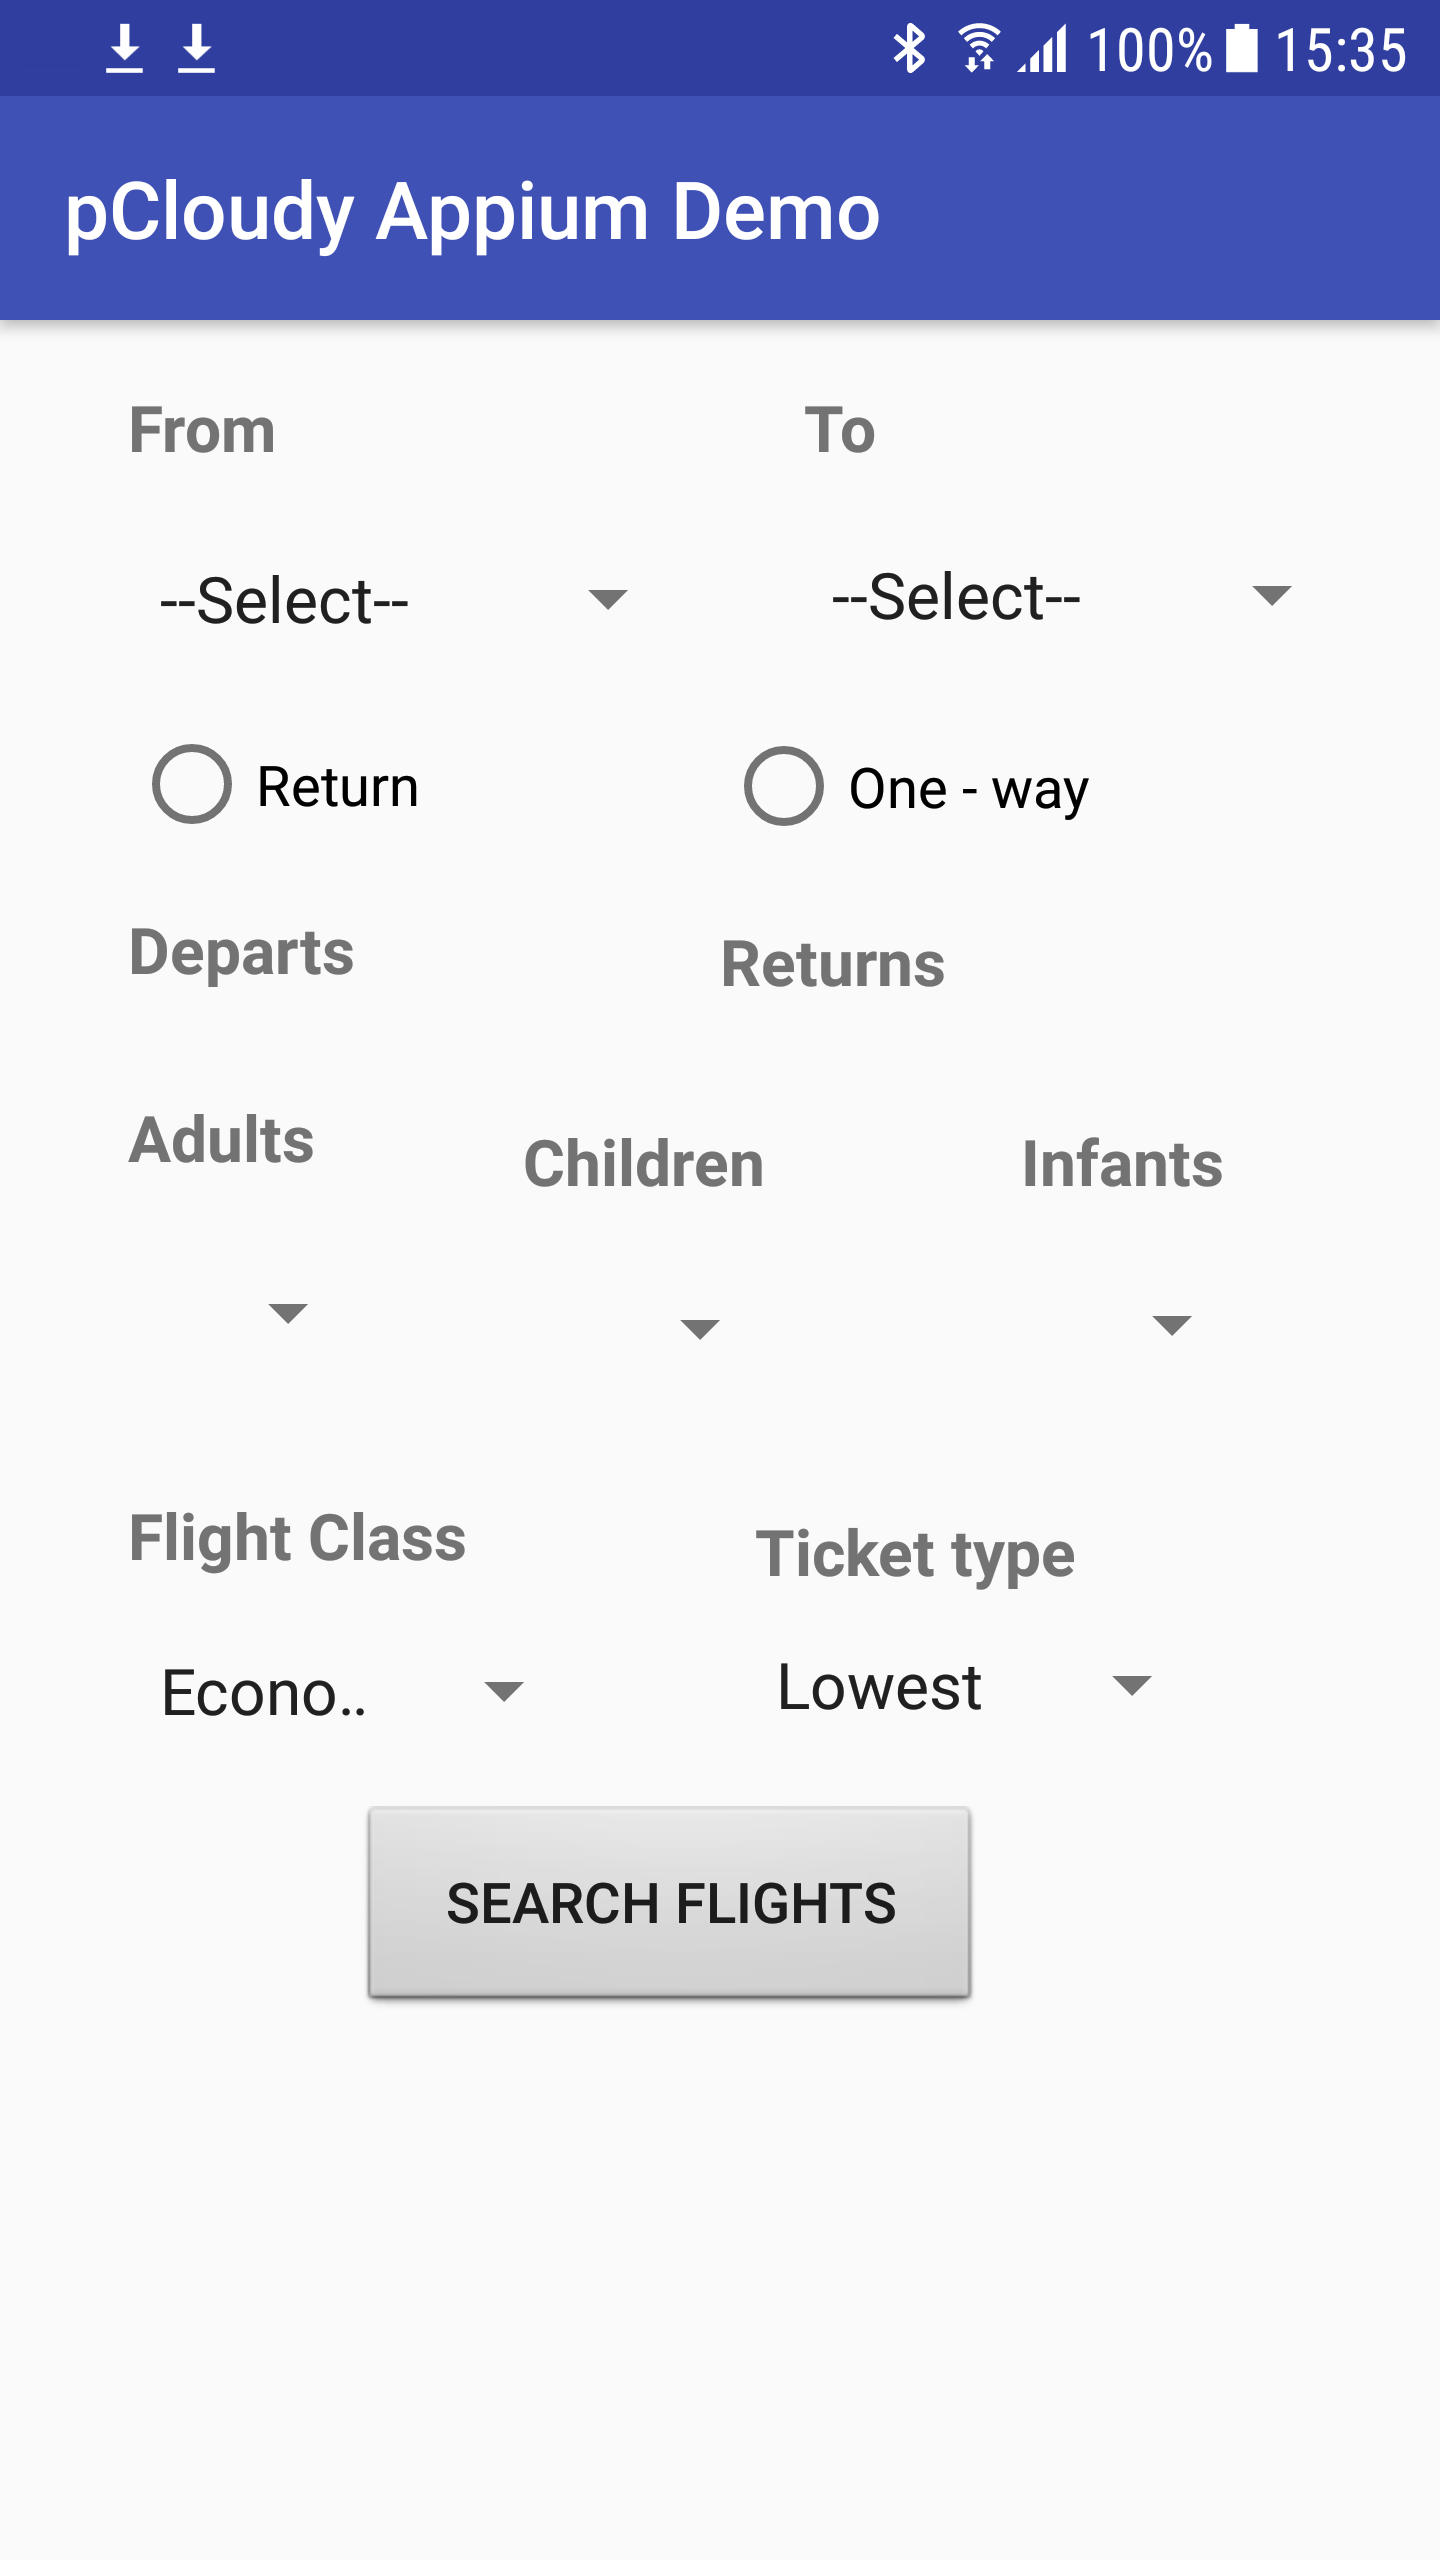 100% 15:35
pCloudy Appium Demo
From To
--Select-- --Select--
Return One - way
Departs Returns
Adults Children Infants
Flight Class Ticket type
Econo.. Lowest
SEARCH FLIGHTS